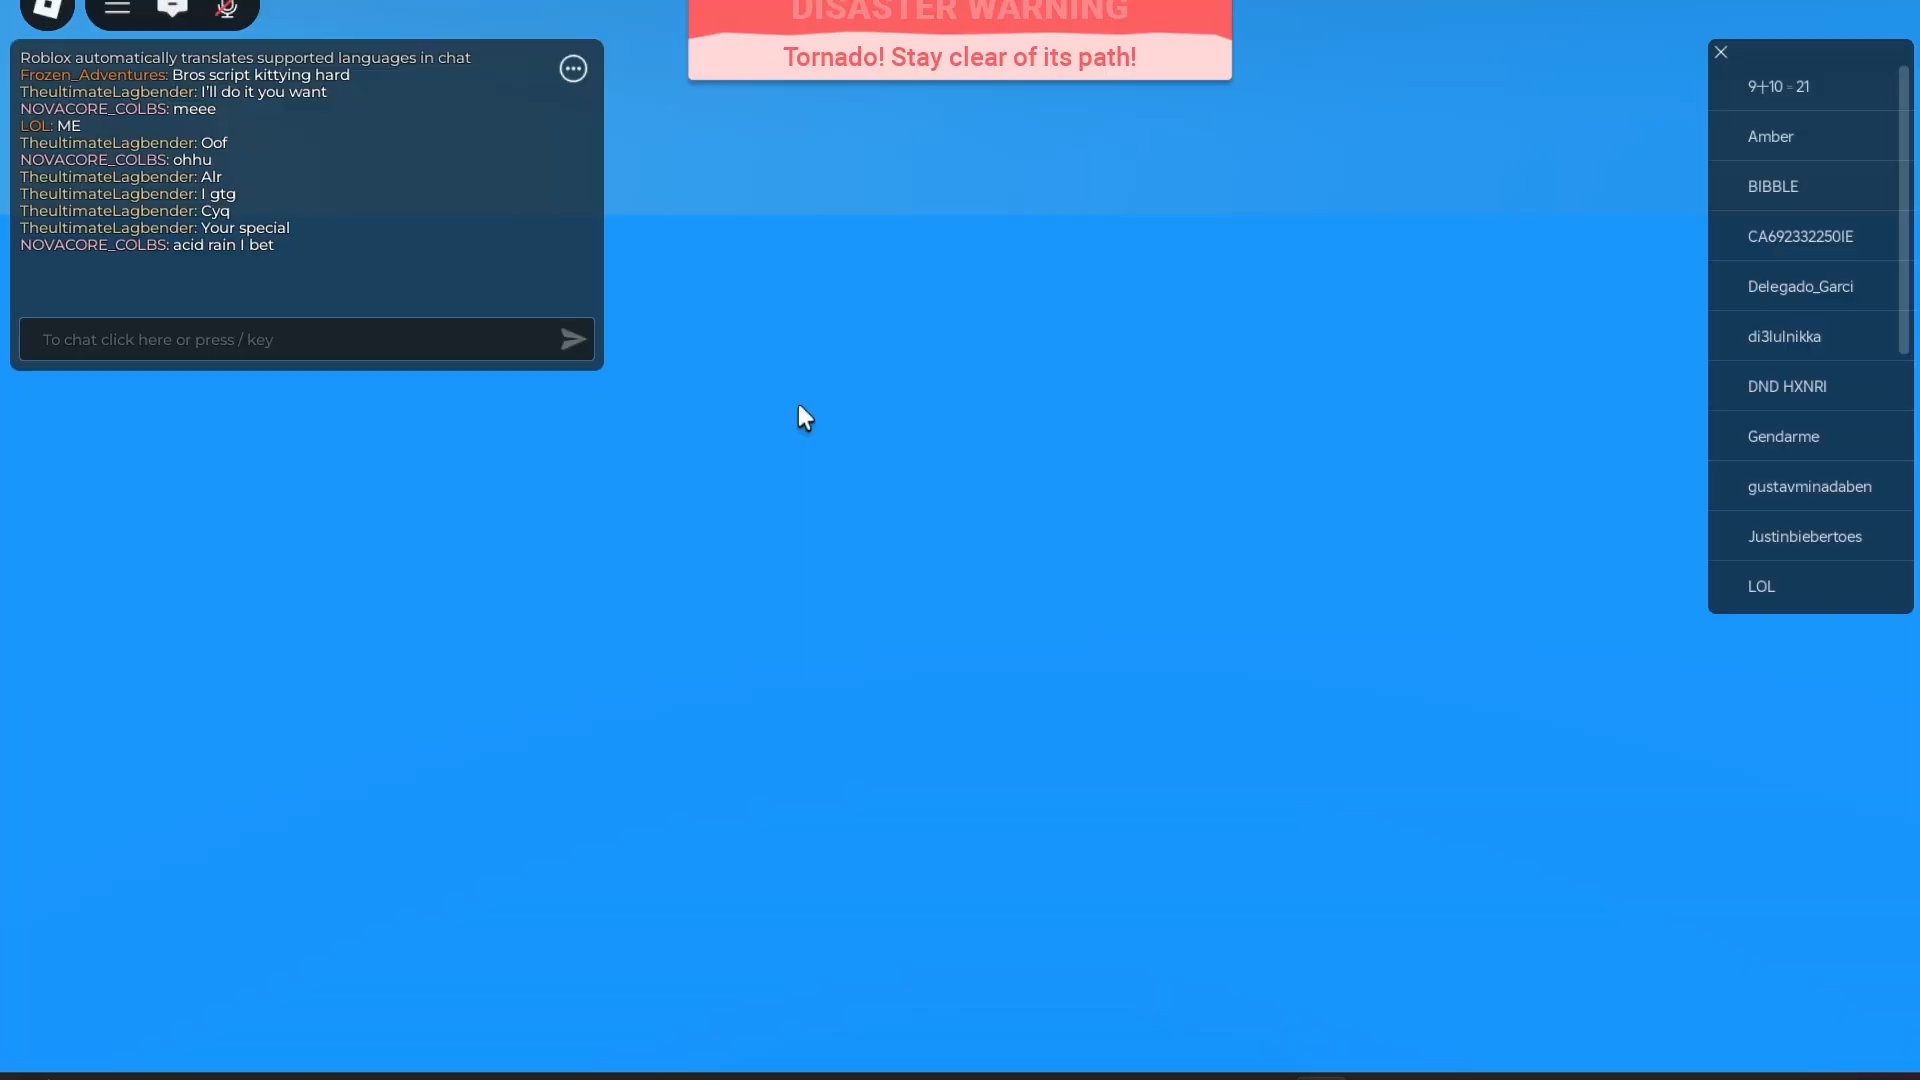 DISASTER WARNING
Tornado! Stay clear of its path!
Roblox automatically translates supported languages in chat
Frozen_Adventures: Bros script kittying hard
TheultimateLagbender: I'll do it you want
NOVACORE_COLBS: meee
LOL: ME
TheultimateLagbender: Oof
NOVACORE_COLBS: ohhu
TheultimateLagbender: Alr
TheultimateLagbender: I gtg
TheultimateLagbender: Cyq
TheultimateLagbender: Your special
NOVACORE_COLBS: acid rain I bet
To chat click here or press / key
9+10 = 21
Amber
BIBBLE
CA692332250IE
Delegado_Garci
di3lulnikka
DND HXNRI
Gendarme
gustavminadaben
Justinbiebertoes
LOL